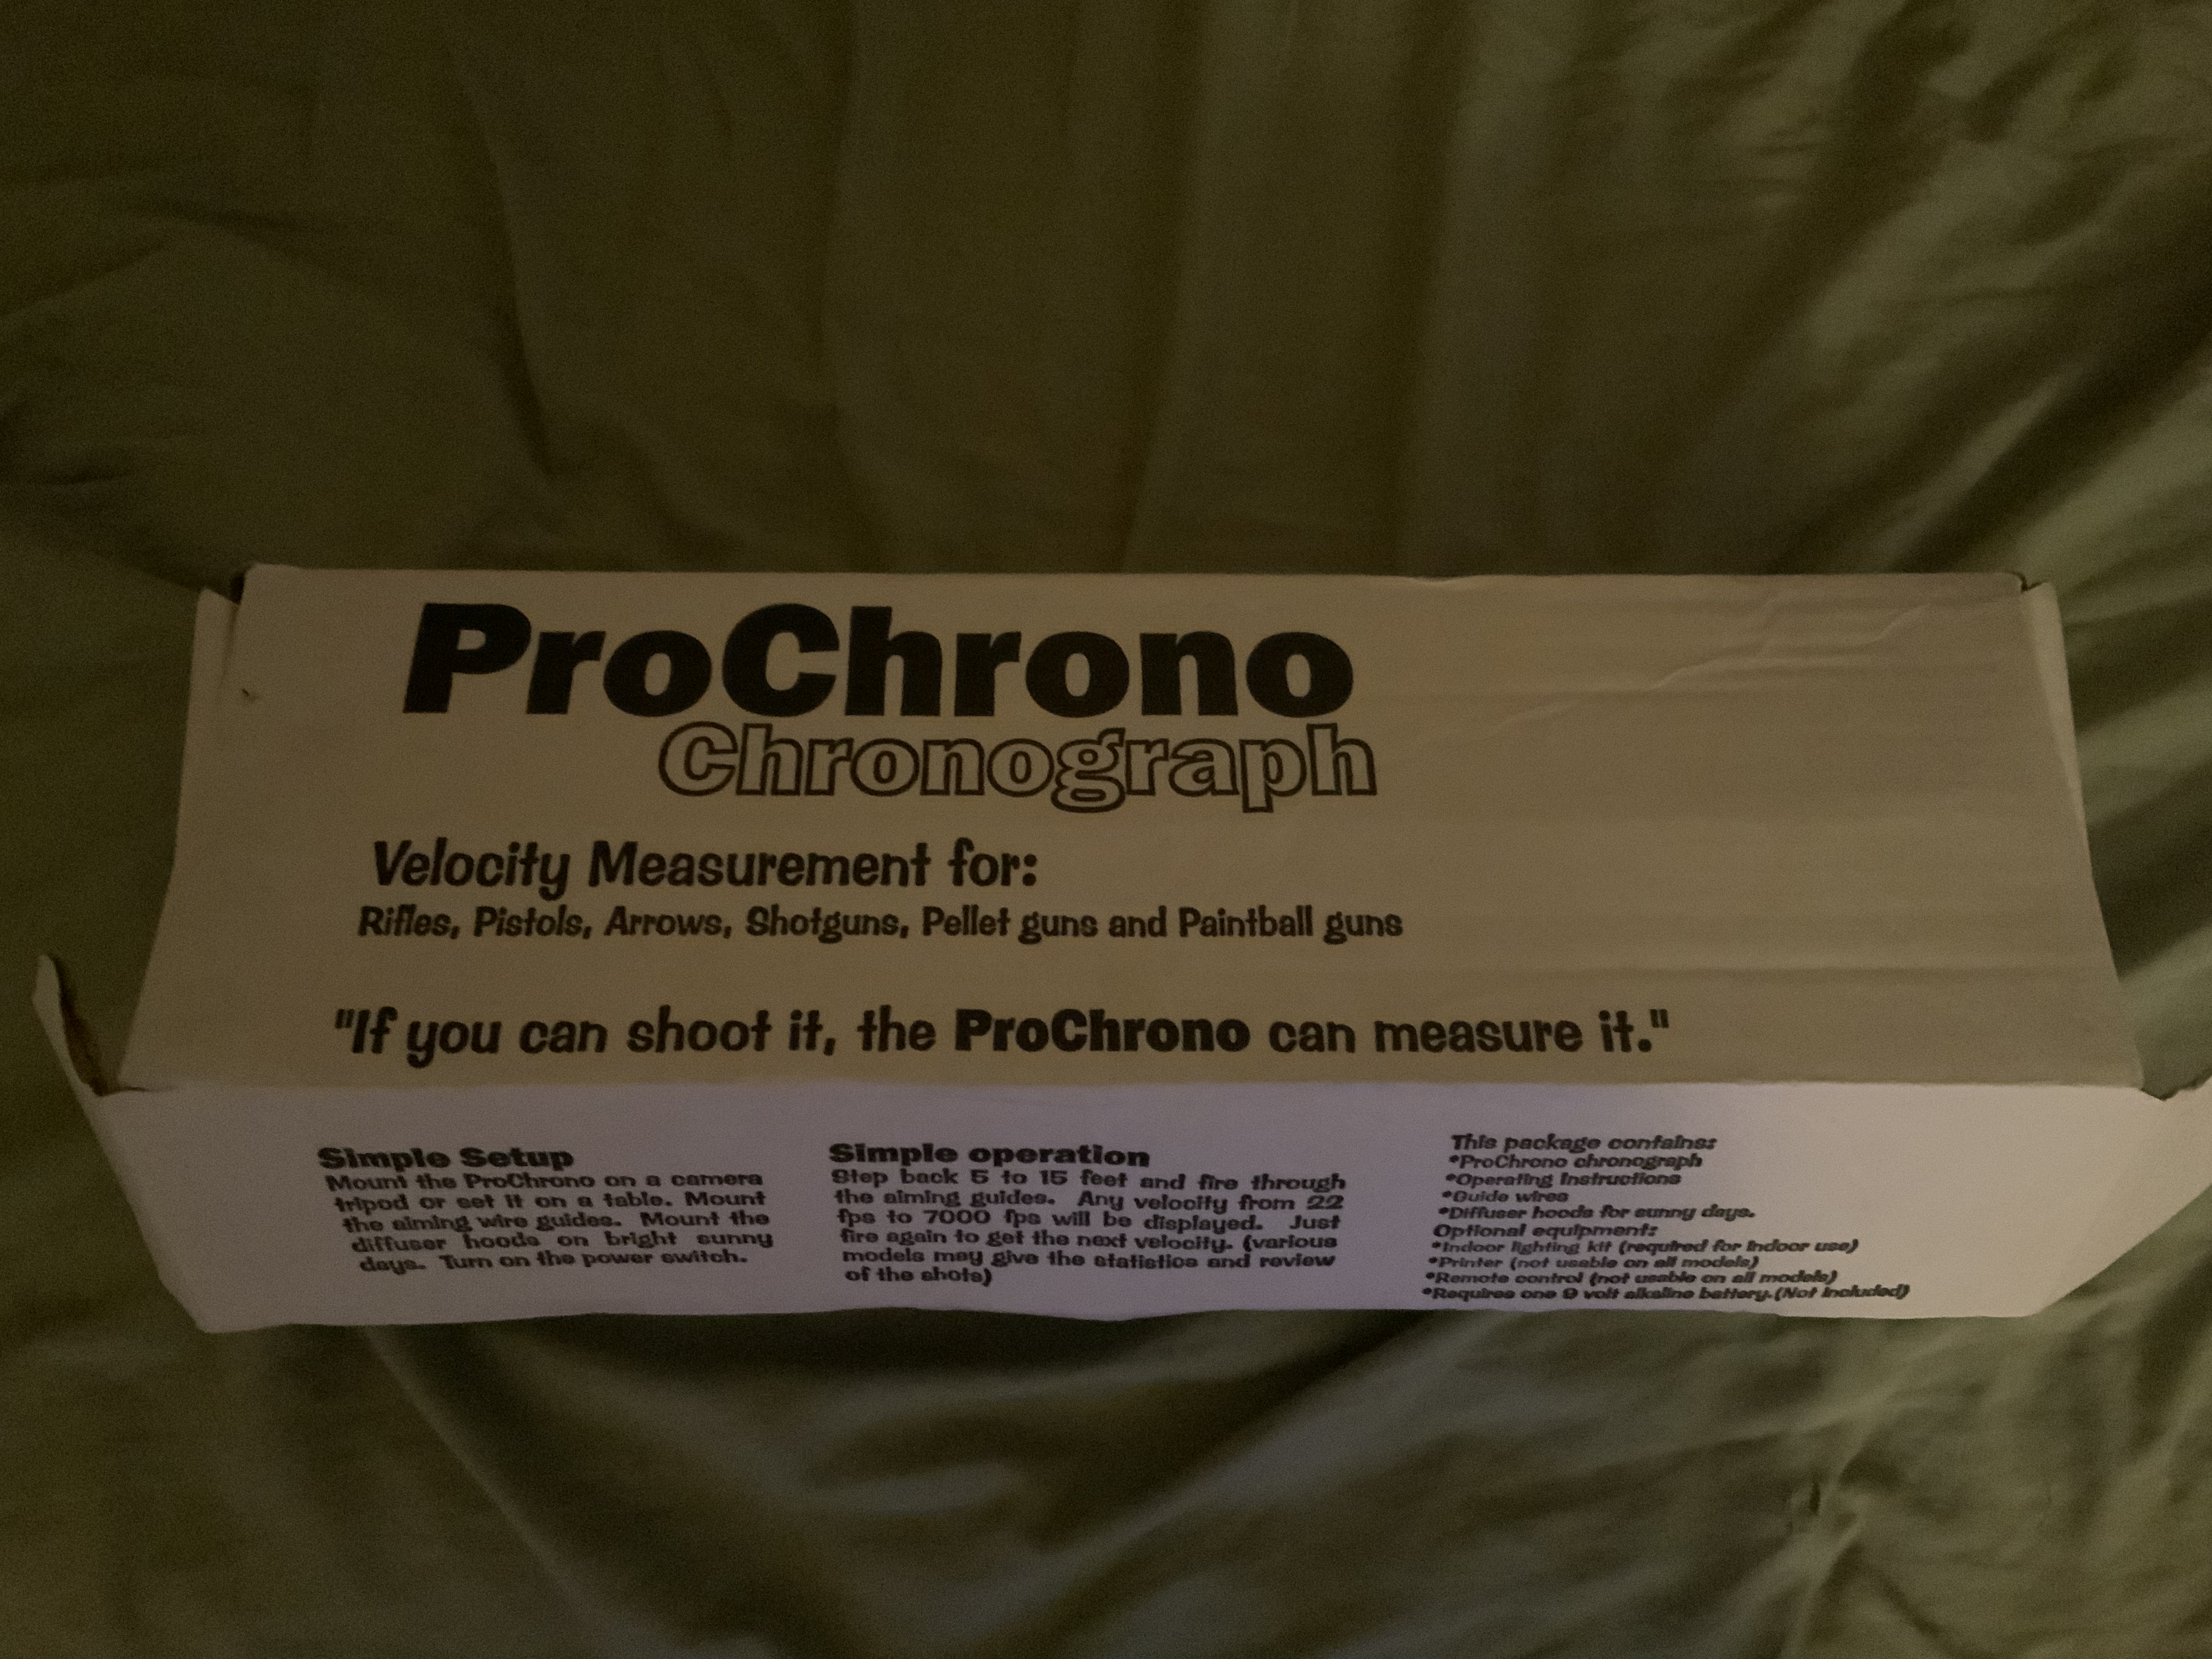 ProChrono
Chronograph
Velocity Measurement for:
Rifles, Pistols, Arrows, Shotguns, Pellet guns and Paintball guns
"If you can shoot it, the ProChrono can measure it."
Simple Setup
Mount the ProChrono on a camera
tripod or set it on a table. Mount
the aiming wire guides. Mount the
diffuser hoods on bright sunny
days. Turn on the power switch.
Simple operation
Step back 5 to 15 feet and fire through
the aiming guides. Any velocity from 22
fps to 7000 fps will be displayed. Just
fire again to get the next velocity. (various
models may give the statistics and review
of the shots)
This package contains:
*ProChrono chronograph
*Operating Instructions
*Guide wires
*Diffuser hoods for sunny days.
Optional equipment:
*Indoor lighting kit (required for indoor use)
*Printer (not usable on all models)
*Remote control (not usable on all models)
*Requires one 9 volt alkaline battery.(Not Included)